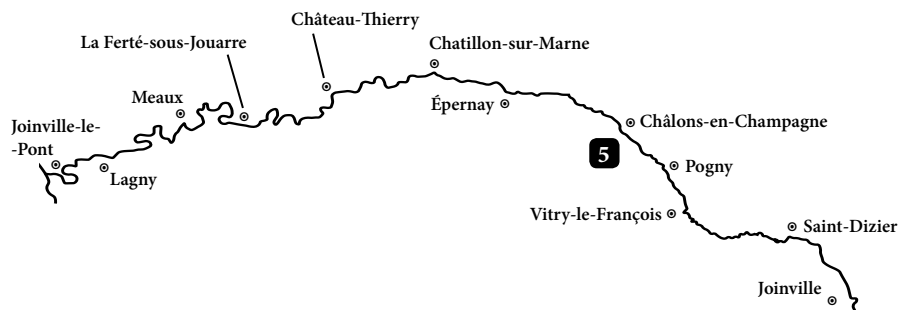 Château-Thierry
La Ferté-sous-Jouarre
Chatillon-sur-Marne
Meaux
Épernay
Joinville-le-
-Pont
Châlons-en-Champagne
5
Pogny
Lagny
Vitry-le-François
Saint-Dizier
Joinville